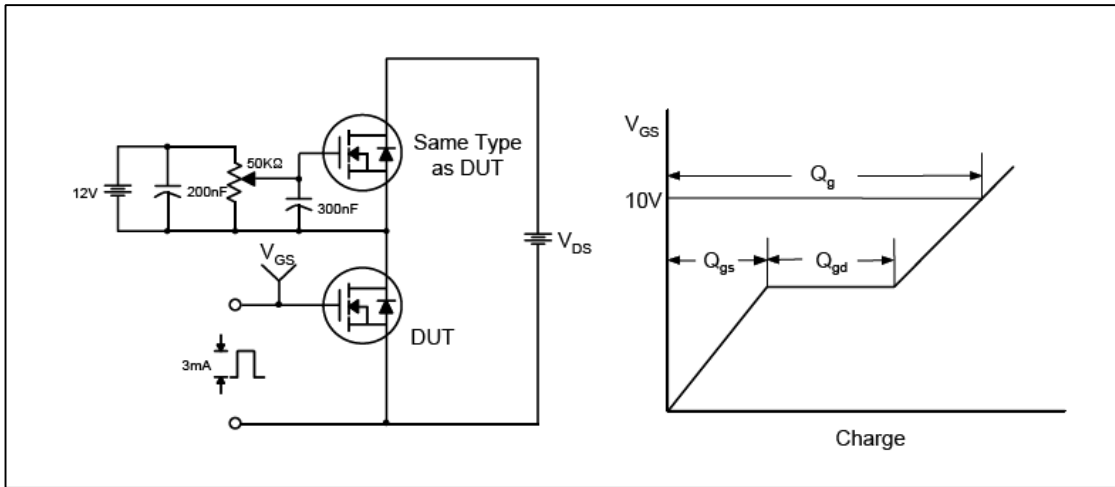 Same Type
as DUT
50KΩ
12V
200nF
300nF
V_GS
V_DS
DUT
3mA
V_GS
Q_g
10V
Q_gs
Q_gd
Charge